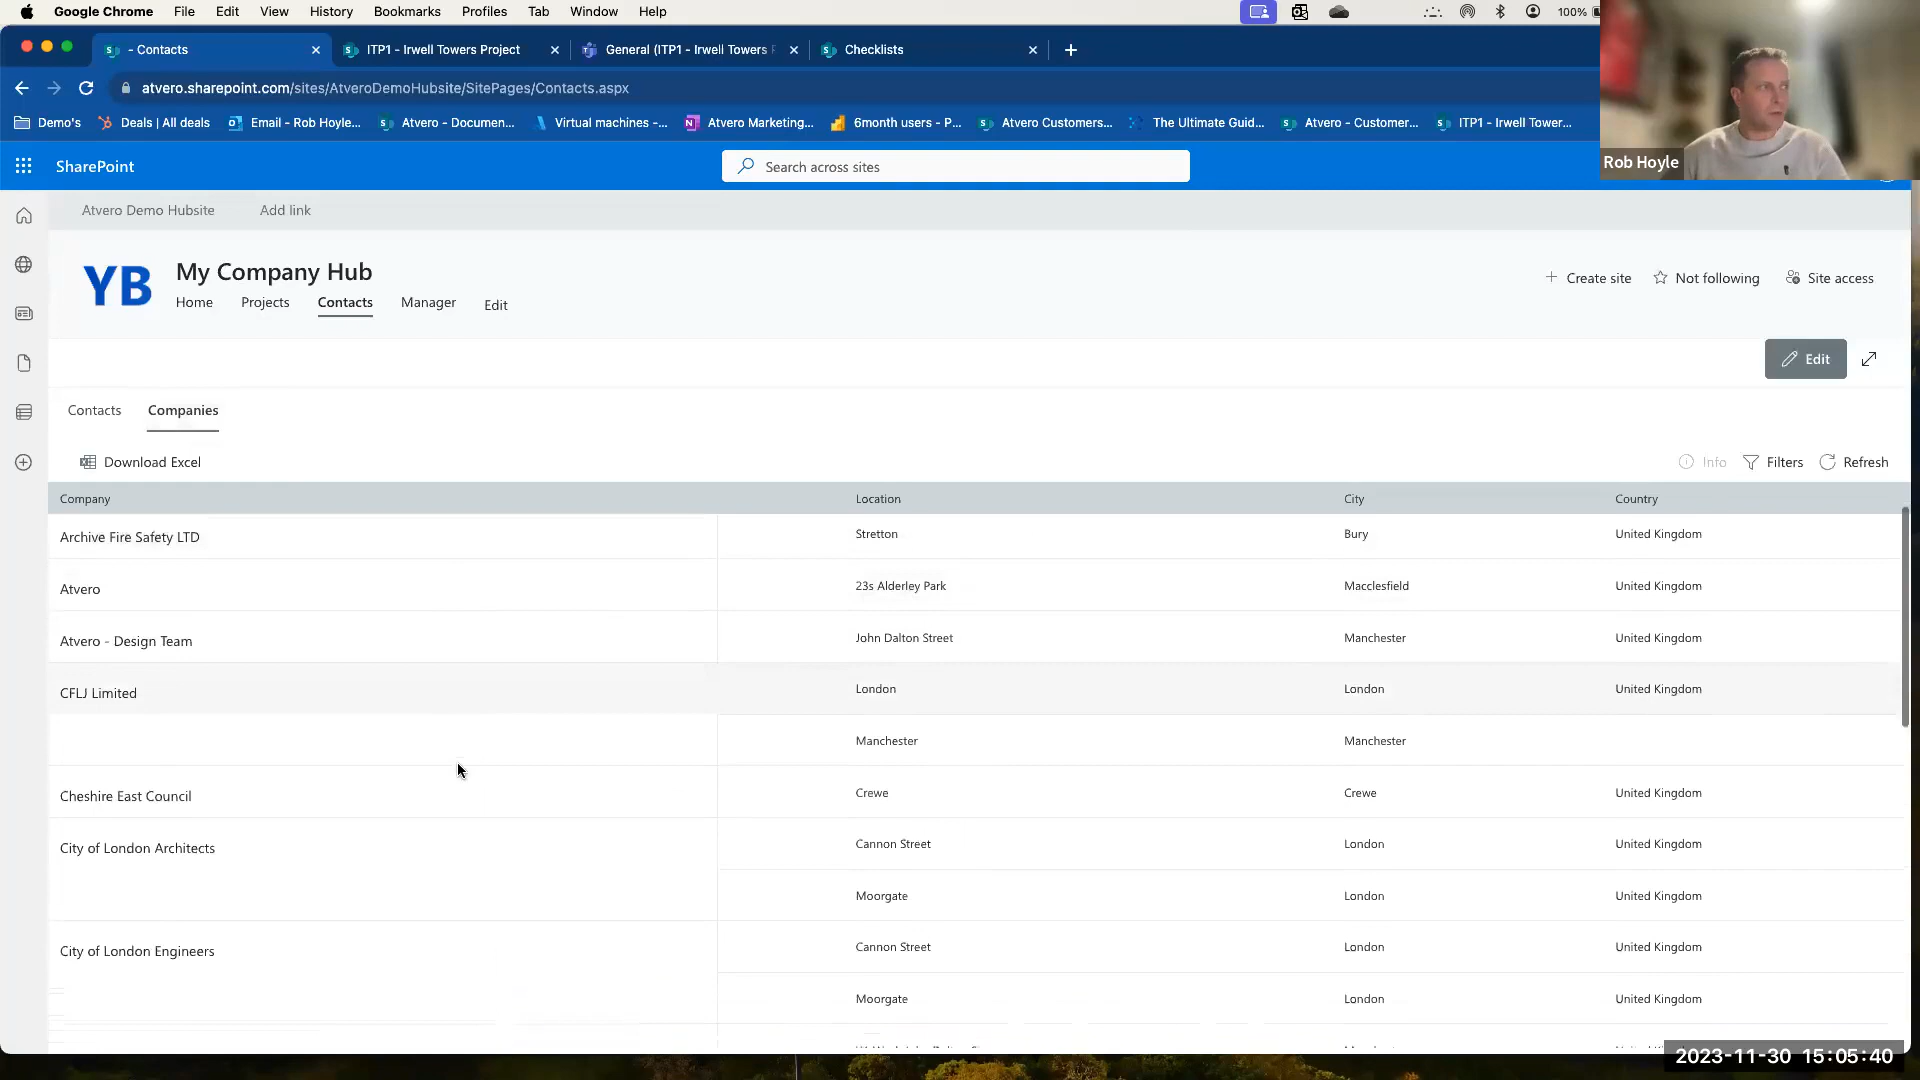 Google Chrome File Edit View History Bookmarks Profiles Tab Window Help 100%
- Contacts ITP1 - Irwell Towers Project General (ITP1 - Irwell Towers Checklists
atvero.sharepoint.com/sites/AtveroDemoHubsite/SitePages/Contacts.aspx
Demo's Deals | All deals Email - Rob Hoyle... Atvero - Documen... Virtual machines -... Atvero Marketing... 6month users - P... Atvero Customers... The Ultimate Guid... Atvero - Customer... ITP1 - Irwell Tower...
Rob Hoyle
SharePoint Search across sites
Atvero Demo Hubsite Add link
YB My Company Hub
Home Projects Contacts Manager Edit
Create site Not following Site access
Edit
Contacts Companies
Download Excel Info Filters Refresh
Company Location City Country
Archive Fire Safety LTD Stretton Bury United Kingdom
Atvero 23s Alderley Park Macclesfield United Kingdom
Atvero - Design Team John Dalton Street Manchester United Kingdom
CFLJ Limited London London United Kingdom
Manchester Manchester
Cheshire East Council Crewe Crewe United Kingdom
City of London Architects Cannon Street London United Kingdom
Moorgate London United Kingdom
City of London Engineers Cannon Street London United Kingdom
Moorgate London United Kingdom
2023-11-30 15:05:40